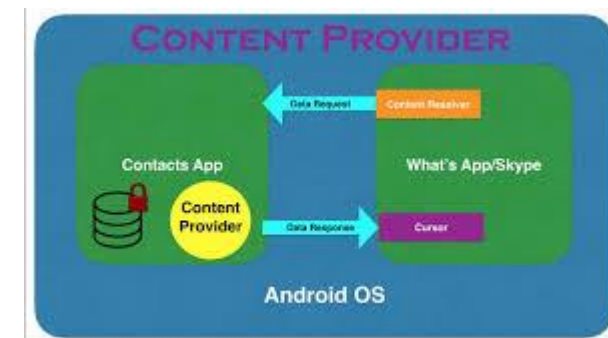 CONTENT PROVIDER
Data Request
Content Resolver
Contacts App
What's App/Skype
Content
Provider
Data Response
Cursor
Android OS